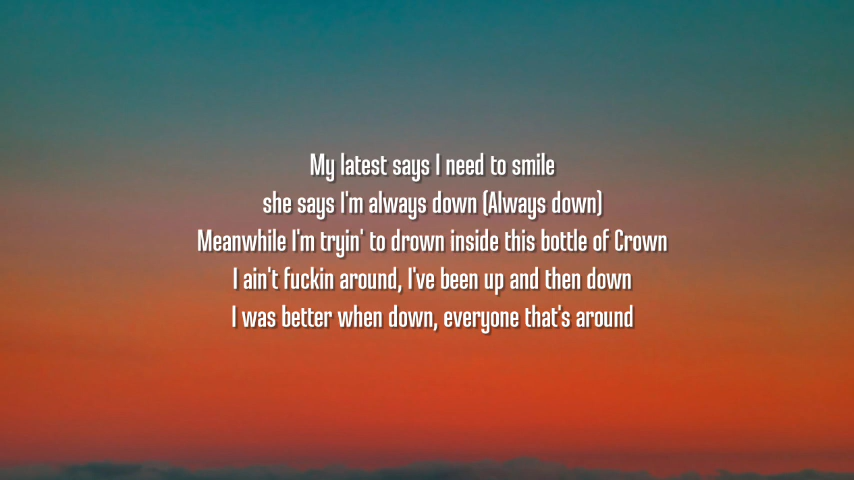 My latest says I need to smile
she says I'm always down (Always down)
Meanwhile I'm tryin' to drown inside this bottle of Crown
I ain't fuckin around, I've been up and then down
I was better when down, everyone that's around